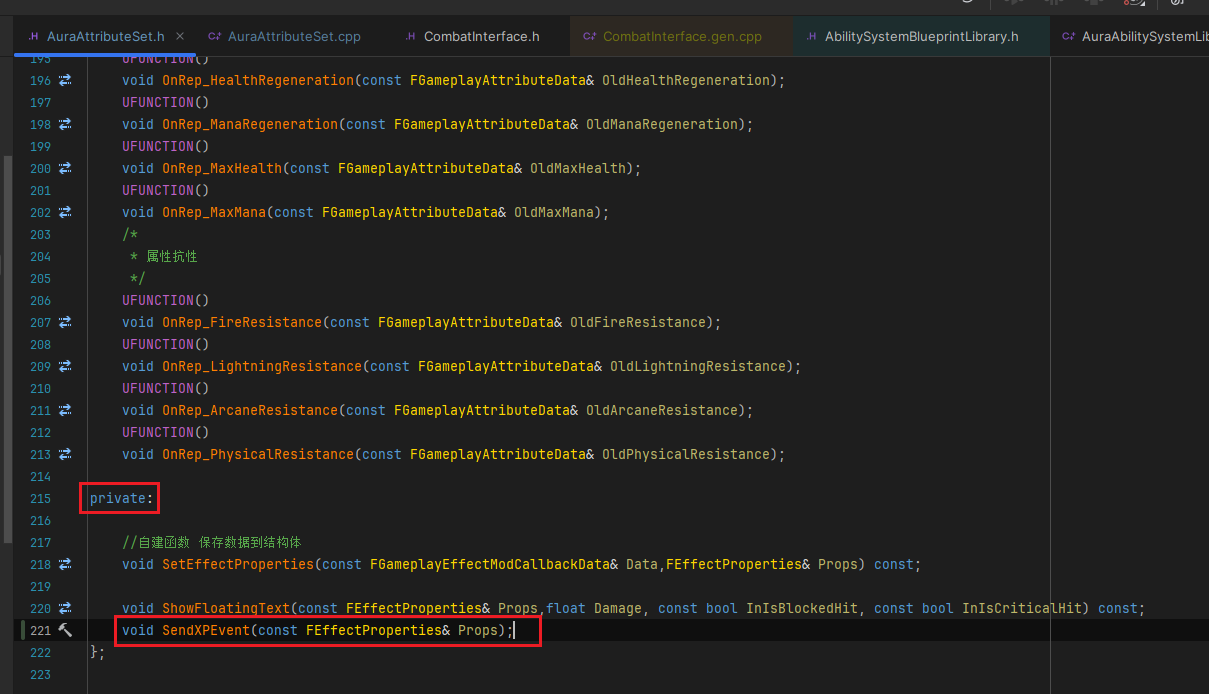 AuraAttributeSet.h
AuraAttributeSet.cpp
CombatInterface.h
CombatInterface.gen.cpp
AbilitySystemBlueprintLibrary.h
AuraAbilitySystemLib
195 UFUNCTION()
196 void OnRep_HealthRegeneration(const FGameplayAttributeData& OldHealthRegeneration);
197 UFUNCTION()
198 void OnRep_ManaRegeneration(const FGameplayAttributeData& OldManaRegeneration);
199 UFUNCTION()
200 void OnRep_MaxHealth(const FGameplayAttributeData& OldMaxHealth);
201 UFUNCTION()
202 void OnRep_MaxMana(const FGameplayAttributeData& OldMaxMana);
203 /*
204 * 属性抗性
205 */
206 UFUNCTION()
207 void OnRep_FireResistance(const FGameplayAttributeData& OldFireResistance);
208 UFUNCTION()
209 void OnRep_LightningResistance(const FGameplayAttributeData& OldLightningResistance);
210 UFUNCTION()
211 void OnRep_ArcaneResistance(const FGameplayAttributeData& OldArcaneResistance);
212 UFUNCTION()
213 void OnRep_PhysicalResistance(const FGameplayAttributeData& OldPhysicalResistance);
214
215 private:
216
217 //自建函数 保存数据到结构体
218 void SetEffectProperties(const FGameplayEffectModCallbackData& Data,FEffectProperties& Props) const;
219
220 void ShowFloatingText(const FEffectProperties& Props,float Damage, const bool InIsBlockedHit, const bool InIsCriticalHit) const;
221 void SendXPEvent(const FEffectProperties& Props);
222 };
223